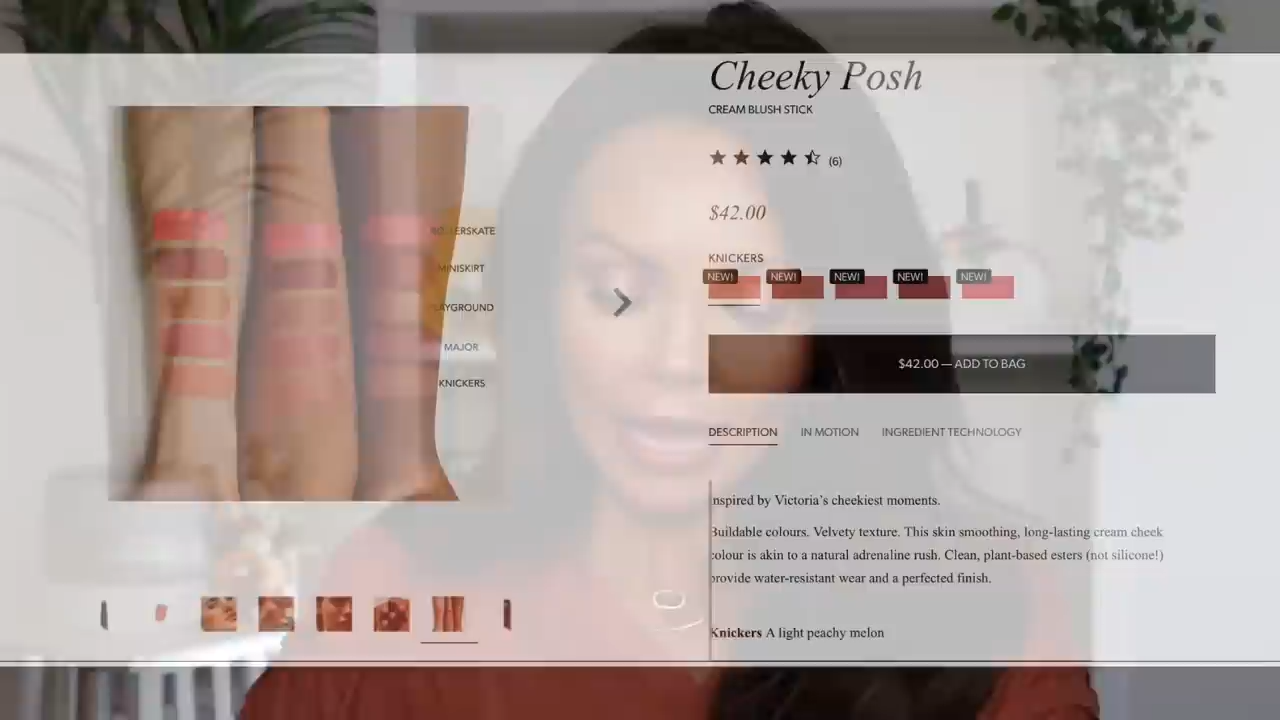 Cheeky Posh
CREAM BLUSH STICK
(6)
$42.00
KNICKERS
NEW! NEW! NEW! NEW! NEW!
$42.00 — ADD TO BAG
DESCRIPTION IN MOTION INGREDIENT TECHNOLOGY
nspired by Victoria's cheekiest moments.
Buildable colours. Velvety texture. This skin smoothing, long-lasting cream cheek
colour is akin to a natural adrenaline rush. Clean, plant-based esters (not silicone!)
provide water-resistant wear and a perfected finish.
Knickers A light peachy melon
ROLLERSKATE
MINISKIRT
LAYGROUND
MAJOR
KNICKERS